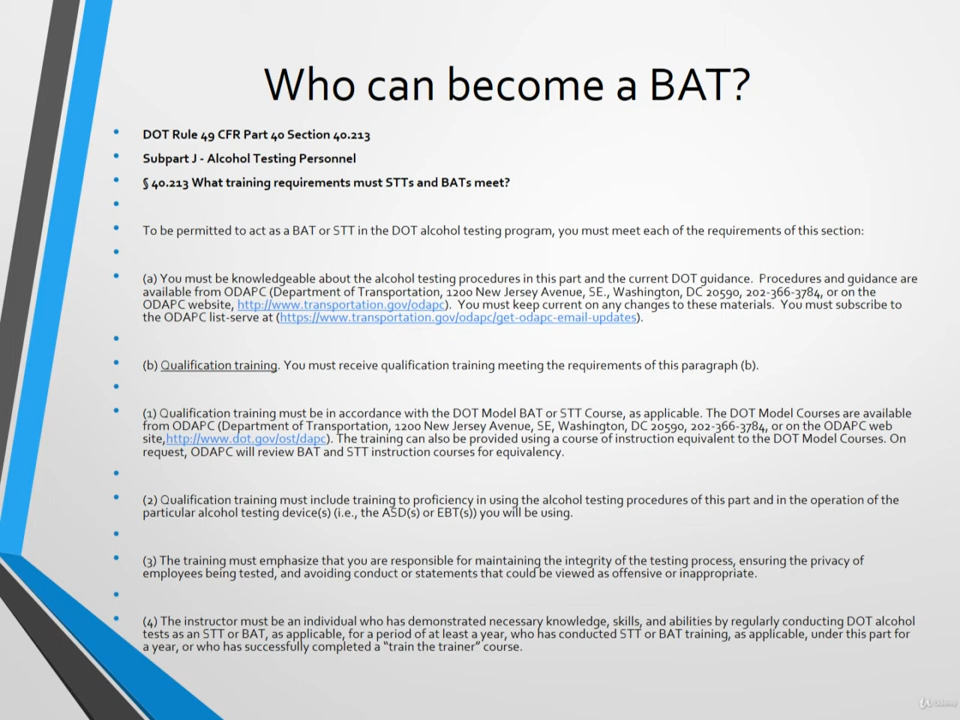 Who can become a BAT?
DOT Rule 49 CFR Part 40 Section 40.213
Subpart J - Alcohol Testing Personnel
§ 40.213 What training requirements must STTs and BATs meet?
To be permitted to act as a BAT or STT in the DOT alcohol testing program, you must meet each of the requirements of this section:
(a) You must be knowledgeable about the alcohol testing procedures in this part and the current DOT guidance.  Procedures and guidance are
available from ODAPC (Department of Transportation, 1200 New Jersey Avenue, SE., Washington, DC 20590, 202-366-3784, or on the
ODAPC website, http://www.transportation.gov/odapc).  You must keep current on any changes to these materials.  You must subscribe to
the ODAPC list-serve at (https://www.transportation.gov/odapc/get-odapc-email-updates).
(b) Qualification training. You must receive qualification training meeting the requirements of this paragraph (b).
(1) Qualification training must be in accordance with the DOT Model BAT or STT Course, as applicable. The DOT Model Courses are available
from ODAPC (Department of Transportation, 1200 New Jersey Avenue, SE, Washington, DC 20590, 202-366-3784, or on the ODAPC web
site,http://www.dot.gov/ost/dapc). The training can also be provided using a course of instruction equivalent to the DOT Model Courses. On
request, ODAPC will review BAT and STT instruction courses for equivalency.
(2) Qualification training must include training to proficiency in using the alcohol testing procedures of this part and in the operation of the
particular alcohol testing device(s) (i.e., the ASD(s) or EBT(s)) you will be using.
(3) The training must emphasize that you are responsible for maintaining the integrity of the testing process, ensuring the privacy of
employees being tested, and avoiding conduct or statements that could be viewed as offensive or inappropriate.
(4) The instructor must be an individual who has demonstrated necessary knowledge, skills, and abilities by regularly conducting DOT alcohol
tests as an STT or BAT, as applicable, for a period of at least a year, who has conducted STT or BAT training, as applicable, under this part for
a year, or who has successfully completed a "train the trainer" course.
Udemy